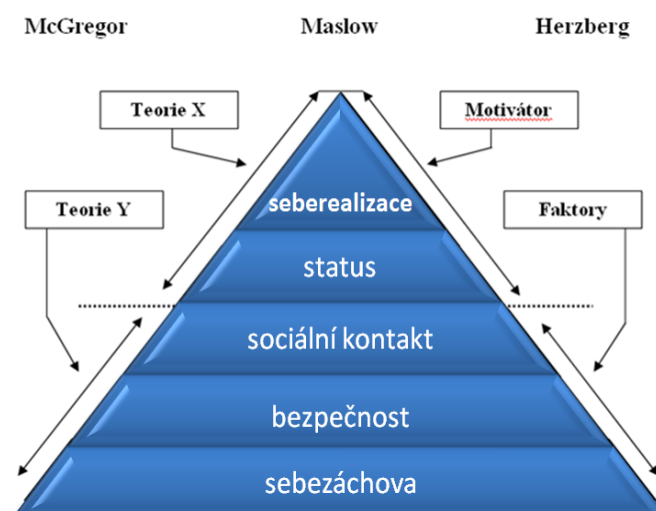 McGregor Maslow Herzberg
Teorie X
Motivátor
Teorie Y
Faktory
seberealizace
status
sociální kontakt
bezpečnost
sebezáchova